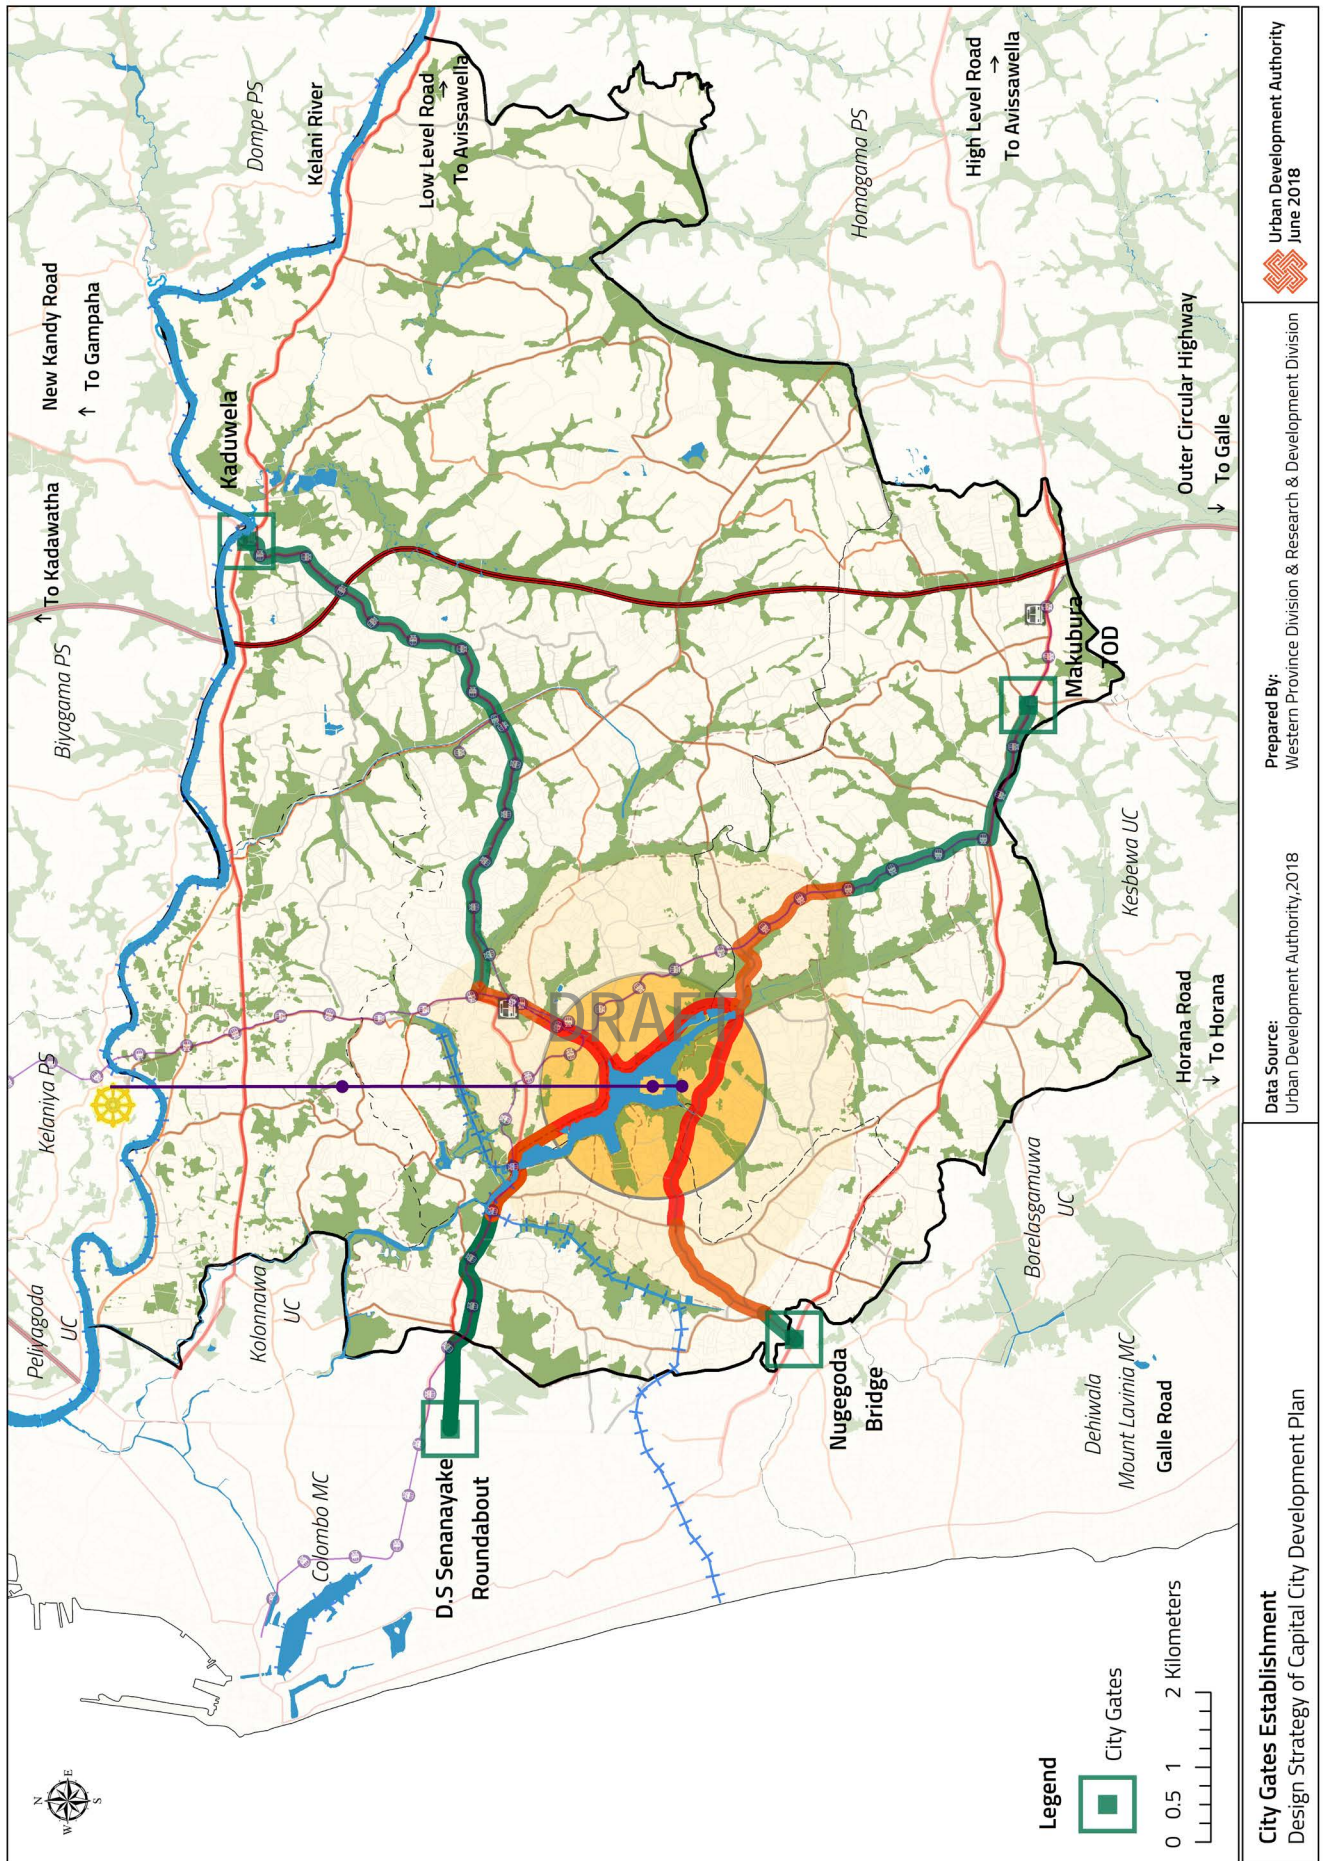 New Kandy Road
↑ To Gampaha
↑ To Kadawatha
Dompe PS
Kelani River
Low Level Road
→
To Avissawella
Biyagama PS
Kaduwela
Kelaniya PS
Peliyagoda
UC
Kolonnawa
UC
Colombo MC
D.S Senanayake
Roundabout
DRAFT
Homagama PS
High Level Road
→
To Avissawella
Outer Circular Highway
↓ To Galle
Makubura
TOD
Kesbewa UC
Horana Road
↓ To Horana
Borelasgamuwa
UC
Nugegoda
Bridge
Dehiwala
Mount Lavinia MC
Galle Road
N
W
E
S
Legend
City Gates
0 0.5 1 2 Kilometers
City Gates Establishment
Design Strategy of Capital City Development Plan
Data Source:
Urban Development Authority,2018
Prepared By:
Western Province Division & Research & Development Division
Urban Development Authority
June 2018